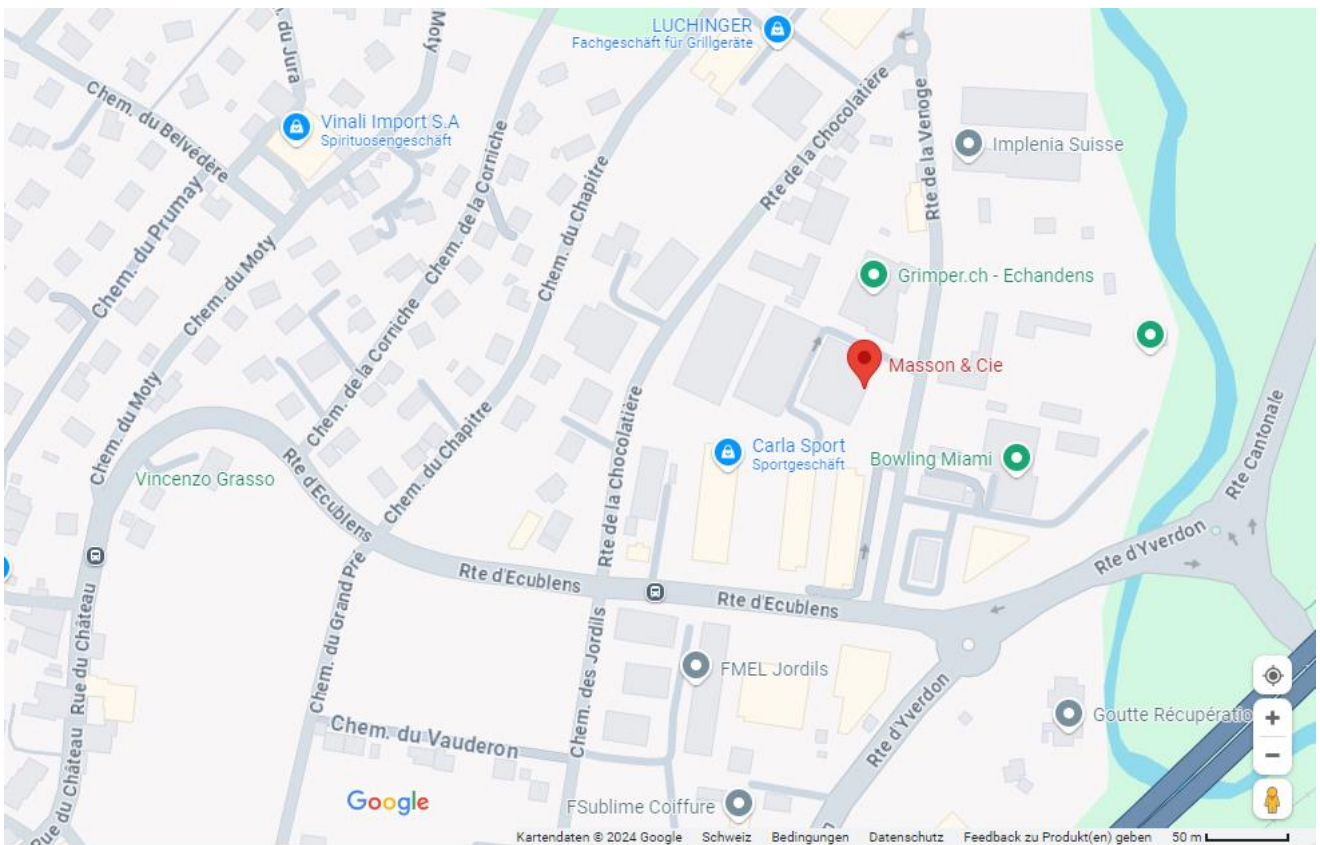 LUCHINGER
Fachgeschäft für Grillgeräte
. du Jura
Moty
Chem. du Belvédère
Vinali Import S.A
Spirituosengeschäft
Rte de la Chocolatière
Rte de la Venoge
Implenia Suisse
Chem. du Prumay
Chem. de la Corniche
Chem. du Chapitre
Chem. du Moty
Grimper.ch - Echandens
Chem. de la Corniche
Masson & Cie
Chem. du Moty
Chem. du Chapitre
Rte de la Chocolatière
Rte Cantonale
Carla Sport
Sportgeschäft
Bowling Miami
Vincenzo Grasso
Rte d'Ecublens
Rte d'Yverdon
Rte d'Ecublens
Rte d'Ecublens
Rue du Château
Rue du Château
Chem. du Grand Pré
Chem. des Jordils
FMEL Jordils
Rte d'Yverdon
Goutte Récupératio
Chem. du Vauderon
Google
FSublime Coiffure
Rue du Château
Kartendaten © 2024 Google Schweiz Bedingungen Datenschutz Feedback zu Produkt(en) geben 50 m